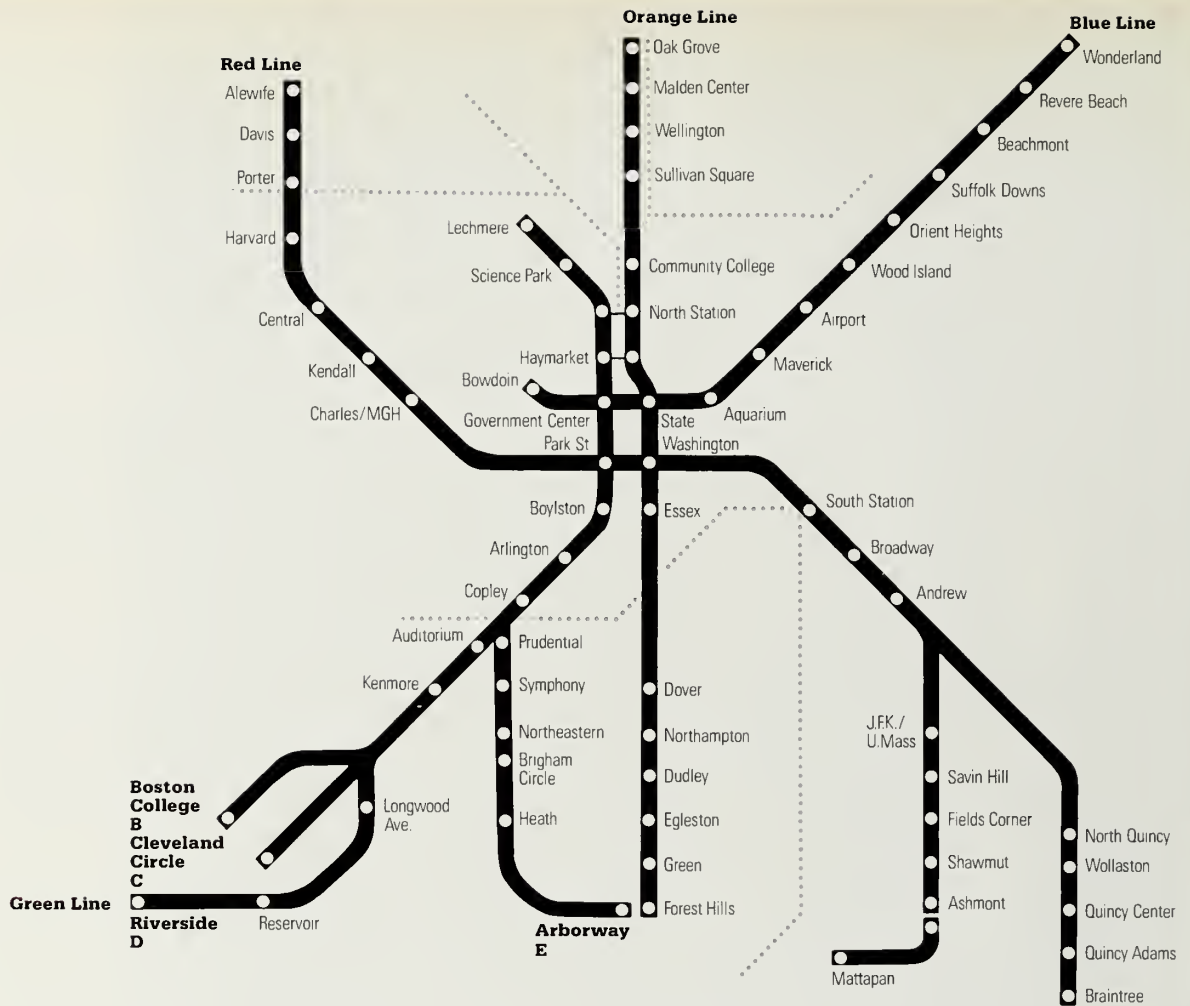 Orange Line
Oak Grove
Malden Center
Wellington
Sullivan Square
Community College
North Station
Haymarket
State
Washington
Essex
Dover
Northampton
Dudley
Egleston
Green
Forest Hills
Blue Line
Wonderland
Revere Beach
Beachmont
Suffolk Downs
Orient Heights
Wood Island
Airport
Maverick
Aquarium
Government Center
Bowdoin
Red Line
Alewife
Davis
Porter
Harvard
Central
Kendall
Charles/MGH
Park St
South Station
Broadway
Andrew
J.F.K./
U.Mass
Savin Hill
Fields Corner
Shawmut
Ashmont
Mattapan
North Quincy
Wollaston
Quincy Center
Quincy Adams
Braintree
Lechmere
Science Park
Boylston
Arlington
Copley
Auditorium
Kenmore
Prudential
Symphony
Northeastern
Brigham
Circle
Heath
Arborway
E
Boston
College
B
Cleveland
Circle
C
Longwood
Ave.
Green Line
Riverside
D
Reservoir